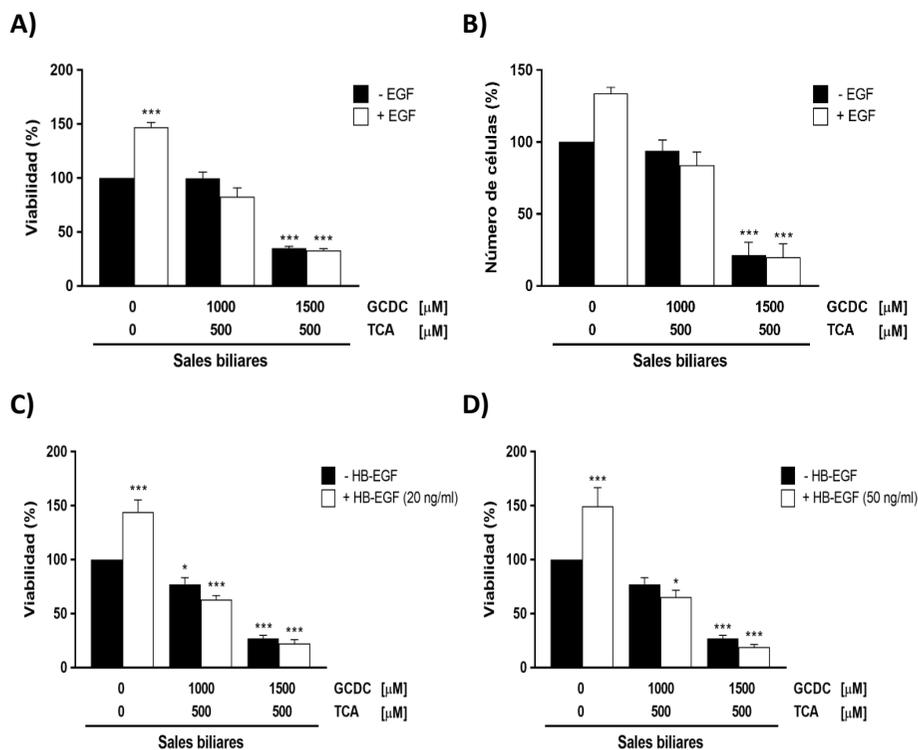 A)
Viabilidad (%)
200
150
100
50
0
***
*** ***
- EGF
+ EGF
0 1000 1500 GCDC [µM]
0 500 500 TCA [µM]
Sales biliares
B)
Número de células (%)
150
100
50
0
*** ***
- EGF
+ EGF
0 1000 1500 GCDC [µM]
0 500 500 TCA [µM]
Sales biliares
C)
Viabilidad (%)
200
150
100
50
0
***
* ***
*** ***
- HB-EGF
+ HB-EGF (20 ng/ml)
0 1000 1500 GCDC [µM]
0 500 500 TCA [µM]
Sales biliares
D)
Viabilidad (%)
200
150
100
50
0
***
*
*** ***
- HB-EGF
+ HB-EGF (50 ng/ml)
0 1000 1500 GCDC [µM]
0 500 500 TCA [µM]
Sales biliares